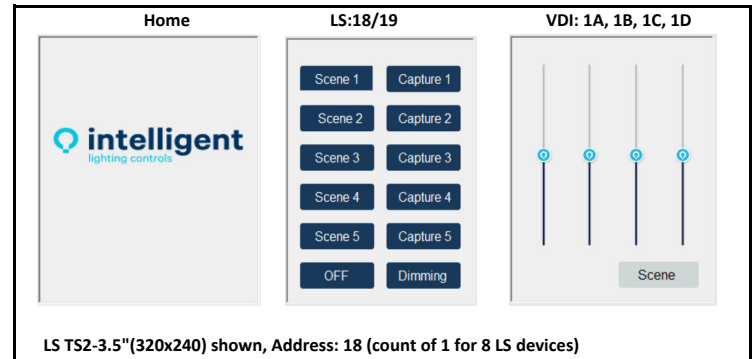 Home
LS:18/19
VDI: 1A, 1B, 1C, 1D
intelligent
lighting controls
Scene 1 Capture 1
Scene 2 Capture 2
Scene 3 Capture 3
Scene 4 Capture 4
Scene 5 Capture 5
OFF Dimming
Scene
LS TS2-3.5"(320x240) shown, Address: 18 (count of 1 for 8 LS devices)